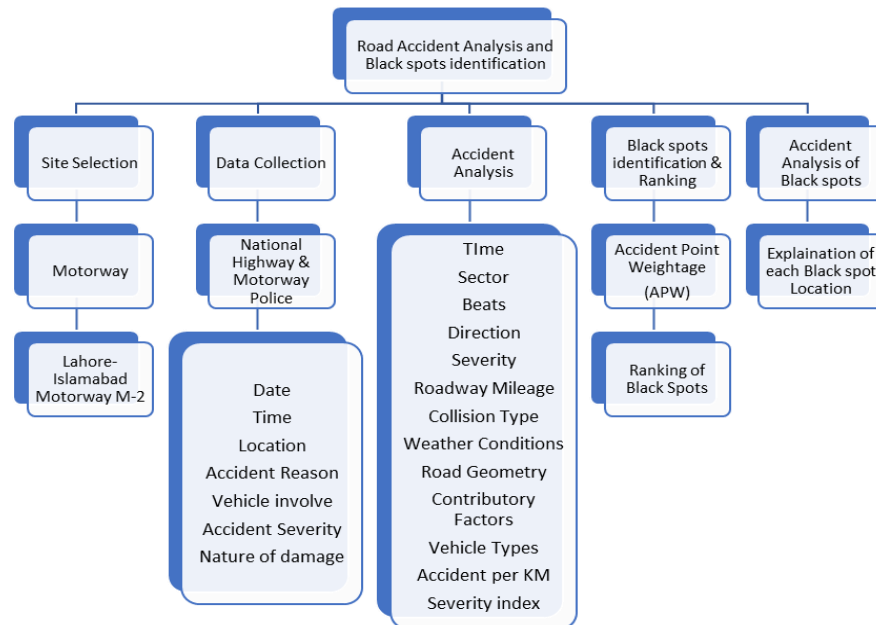 Road Accident Analysis and
Black spots identification
Site Selection
Motorway
Lahore-
Islamabad
Motorway M-2
Data Collection
National
Highway &
Motorway
Police
Date
Time
Location
Accident Reason
Vehicle involve
Accident Severity
Nature of damage
Accident
Analysis
TIme
Sector
Beats
Direction
Severity
Roadway Mileage
Collision Type
Weather Conditions
Road Geometry
Contributory
Factors
Vehicle Types
Accident per KM
Severity index
Black spots
identification &
Ranking
Accident Point
Weightage
(APW)
Ranking of
Black Spots
Accident
Analysis of
Black spots
Explaination of
each Black spot
Location